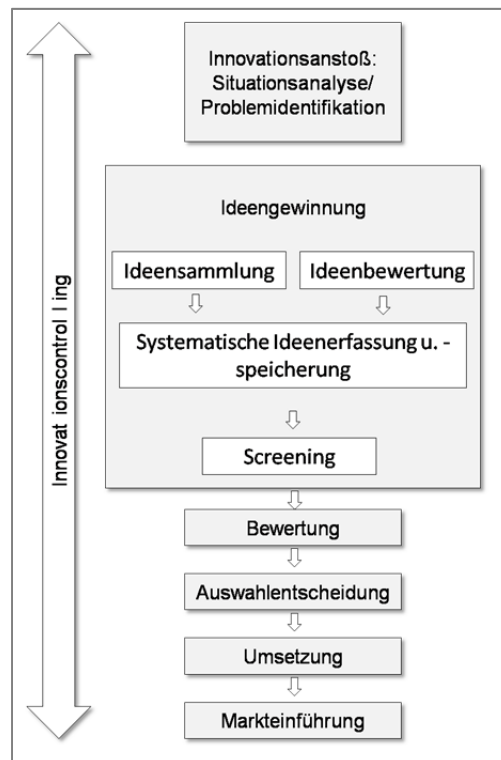 Innovationsanstoß:
Situationsanalyse/
Problemidentifikation
Ideengewinnung
Ideensammlung
Ideenbewertung
Systematische Ideenerfassung u. -
speicherung
Screening
Bewertung
Auswahlentscheidung
Umsetzung
Markteinführung
Innovat ionscontrol l ing